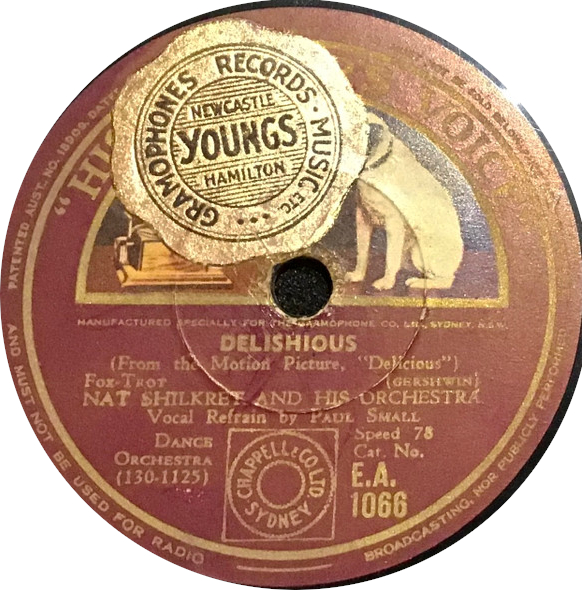 GRAMOPHONES RECORDS · MUSIC ETC...
NEWCASTLE
YOUNGS
HAMILTON
"HIS VOICE
PATENTED AUST. NO. 18008. DATED
MANUFACTURED SPECIALLY FOR THE GRAMOPHONE CO. LTD., SYDNEY, N.S.W.
DELISHIOUS
(From the Motion Picture, "Delicious")
Fox-Trot (GERSHWIN)
NAT SHILKRET AND HIS ORCHESTRA
Vocal Refrain by PAUL SMALL
DANCE
ORCHESTRA
(130-1125)
CHAPPELL & CO LTD
SYDNEY
Speed 78
Cat. No.
E.A.
1066
AND MUST NOT BE USED FOR RADIO
BROADCASTING, NOR PUBLICLY PERFORMED